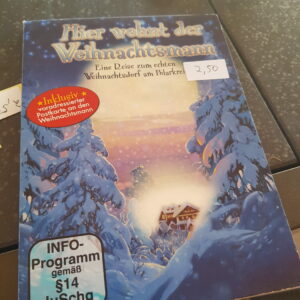 Hier wohnt der
Weihnachtsmann
Eine Reise zum echten
Weihnachtsdorf am Polarkreis
2,50
Inklusiv
voradressierter
Postkarte an den
Weihnachtsmann
INFO-
Programm
gemäß
§14
JuSchG